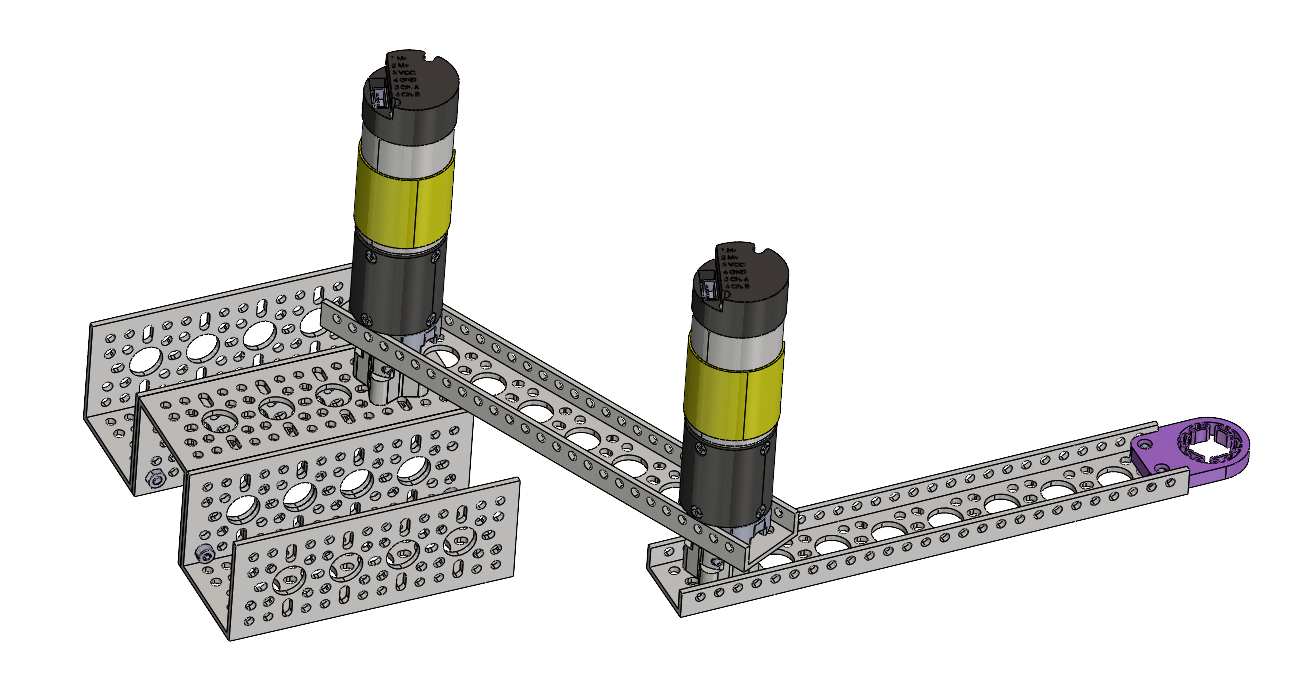 1 M-
2 M+
3 VCC
4 GND
5 Ch. A
6 Ch. B
1 M-
2 M+
3 VCC
4 GND
5 Ch. A
6 Ch. B